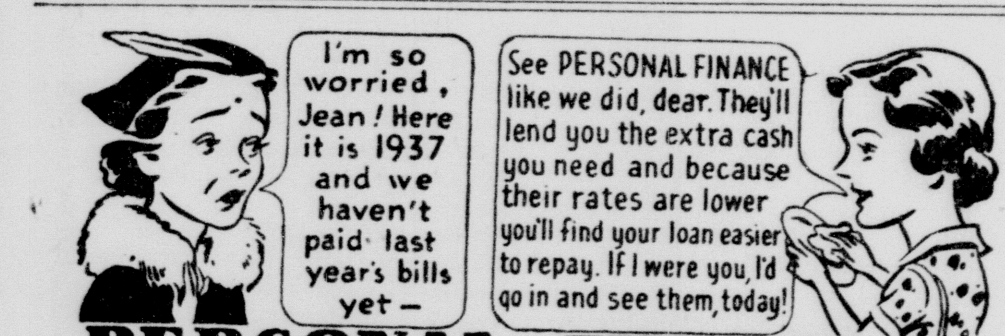 I'm so
worried,
Jean! Here
it is 1937
and we
haven't
paid last
year's bills
yet —
See PERSONAL FINANCE
like we did, dear. They'll
lend you the extra cash
you need and because
their rates are lower
you'll find your loan easier
to repay. If I were you, I'd
go in and see them, today!
PERSONAL